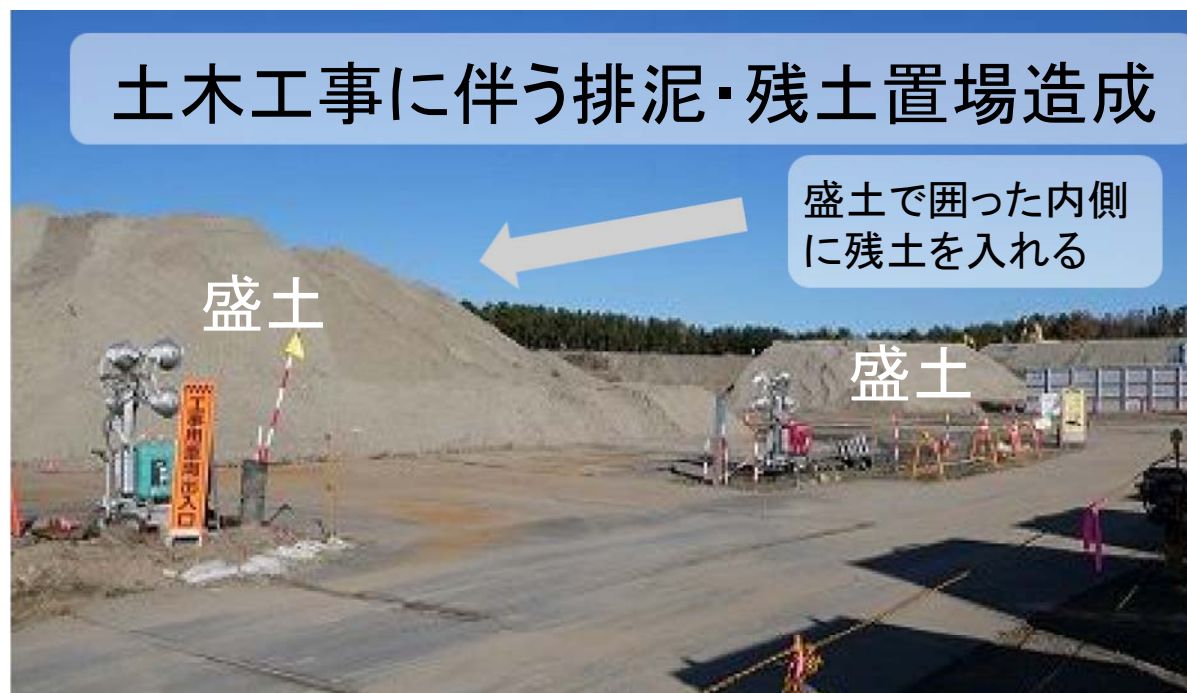 土木工事に伴う排泥・残土置場造成
盛土で囲った内側
に残土を入れる
盛土
盛土
工事用車両出入口